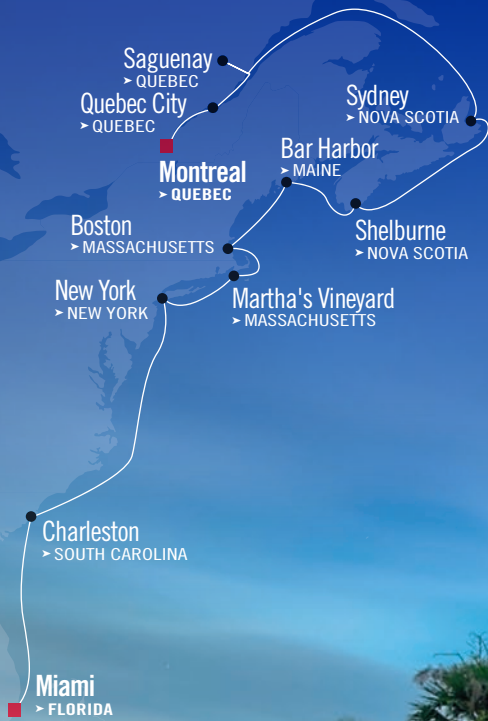 Saguenay
➤ QUEBEC
Quebec City
➤ QUEBEC
Montreal
➤ QUEBEC
Sydney
➤ NOVA SCOTIA
Bar Harbor
➤ MAINE
Shelburne
➤ NOVA SCOTIA
Boston
➤ MASSACHUSETTS
Martha's Vineyard
➤ MASSACHUSETTS
New York
➤ NEW YORK
Charleston
➤ SOUTH CAROLINA
Miami
➤ FLORIDA